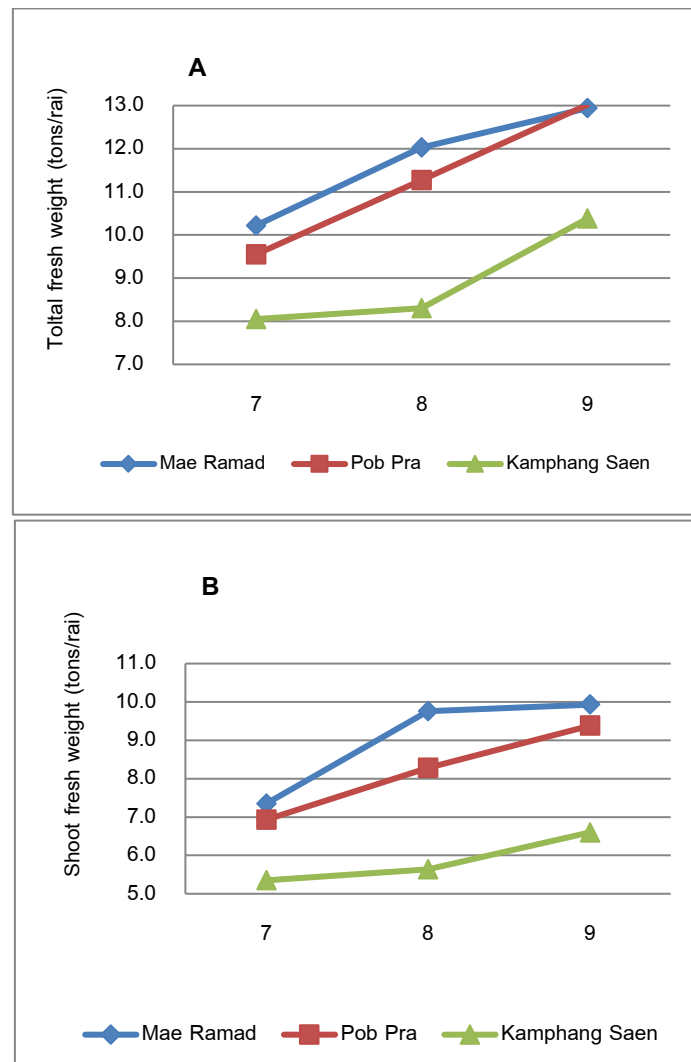 A
Toltal fresh weight (tons/rai)
13.0
12.0
11.0
10.0
9.0
8.0
7.0
7 8 9
Mae Ramad Pob Pra Kamphang Saen
B
Shoot fresh weight (tons/rai)
11.0
10.0
9.0
8.0
7.0
6.0
5.0
7 8 9
Mae Ramad Pob Pra Kamphang Saen